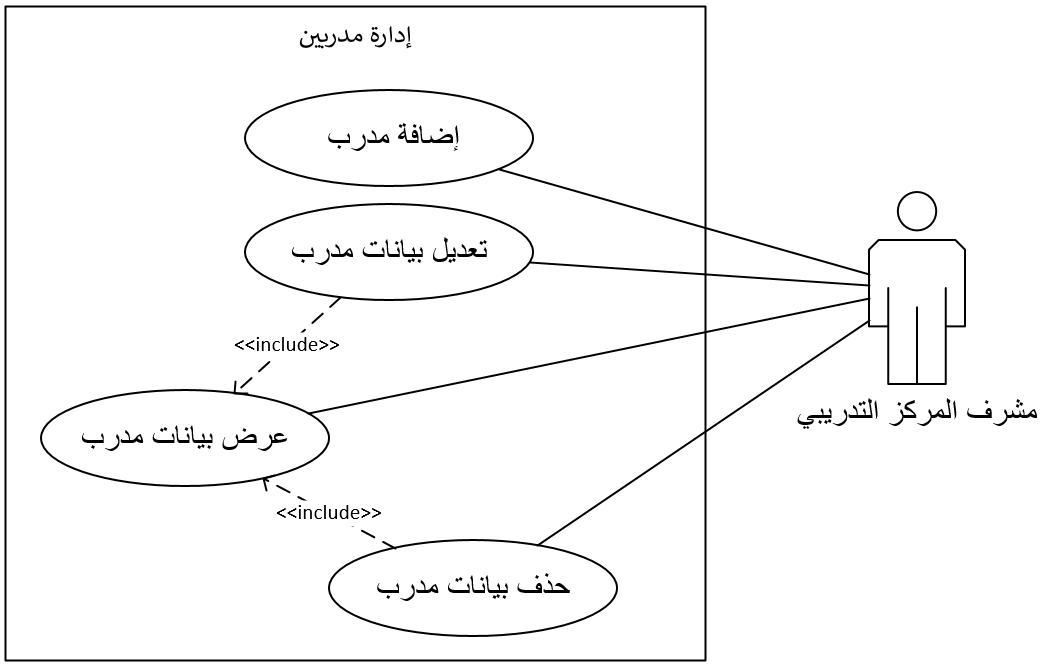 إدارة مدربين
إضافة مدرب
تعديل بيانات مدرب
<<include>>
عرض بيانات مدرب
<<include>>
حذف بيانات مدرب
مشرف المركز التدريبي